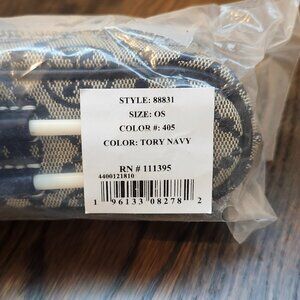 STYLE: 88831
SIZE: OS
COLOR #: 405
COLOR: TORY NAVY
RN # 111395
4400121810
1 96133 08278 2